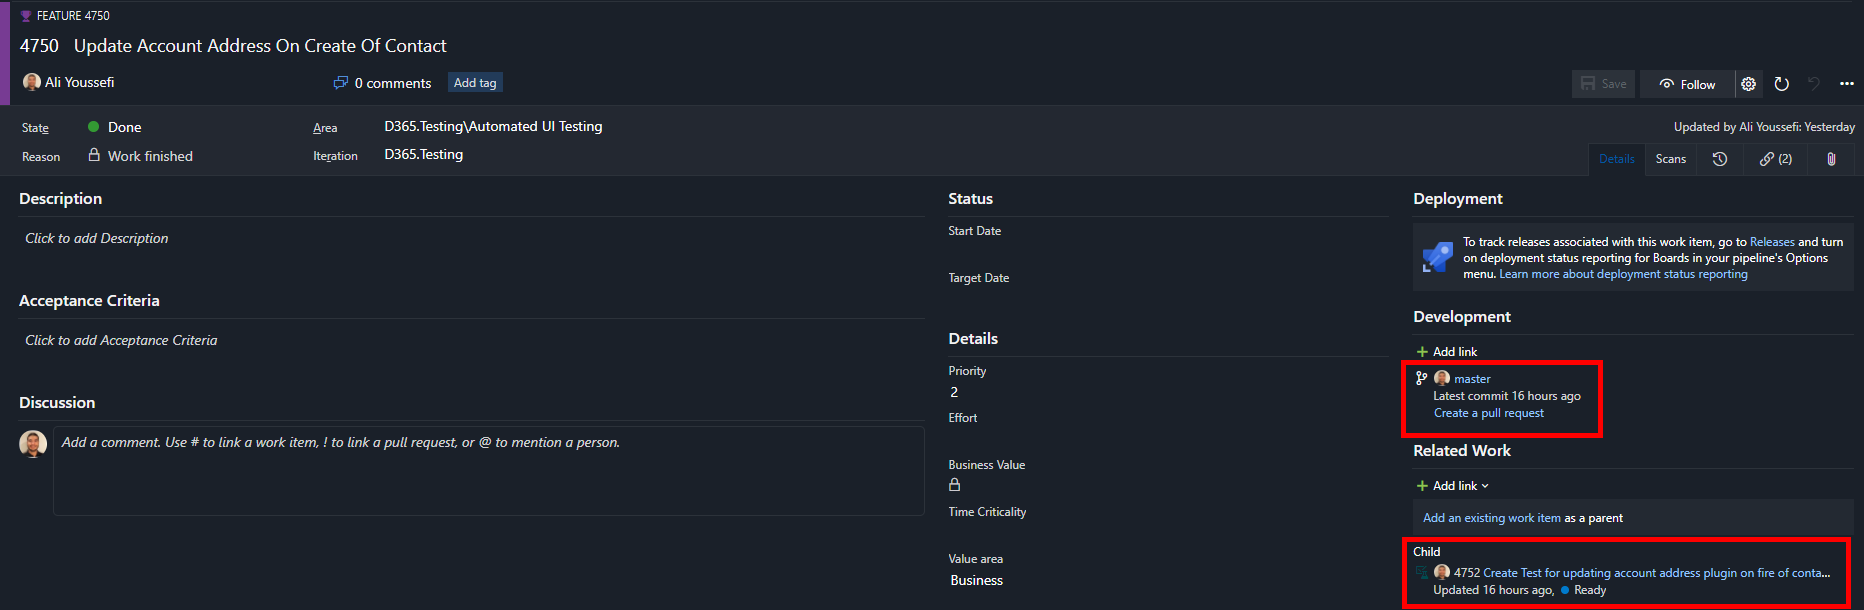 FEATURE 4750
4750 Update Account Address On Create Of Contact
Ali Youssefi
0 comments
Add tag
Save
Follow
State
Done
Area
D365.Testing\Automated UI Testing
Updated by Ali Youssefi: Yesterday
Reason
Work finished
Iteration
D365.Testing
Details
Scans
(2)
Description
Click to add Description
Acceptance Criteria
Click to add Acceptance Criteria
Discussion
Add a comment. Use # to link a work item, ! to link a pull request, or @ to mention a person.
Status
Start Date
Target Date
Details
Priority
2
Effort
Business Value
Time Criticality
Value area
Business
Deployment
To track releases associated with this work item, go to Releases and turn
on deployment status reporting for Boards in your pipeline's Options
menu. Learn more about deployment status reporting
Development
Add link
master
Latest commit 16 hours ago
Create a pull request
Related Work
Add link
Add an existing work item as a parent
Child
4752 Create Test for updating account address plugin on fire of conta...
Updated 16 hours ago, Ready